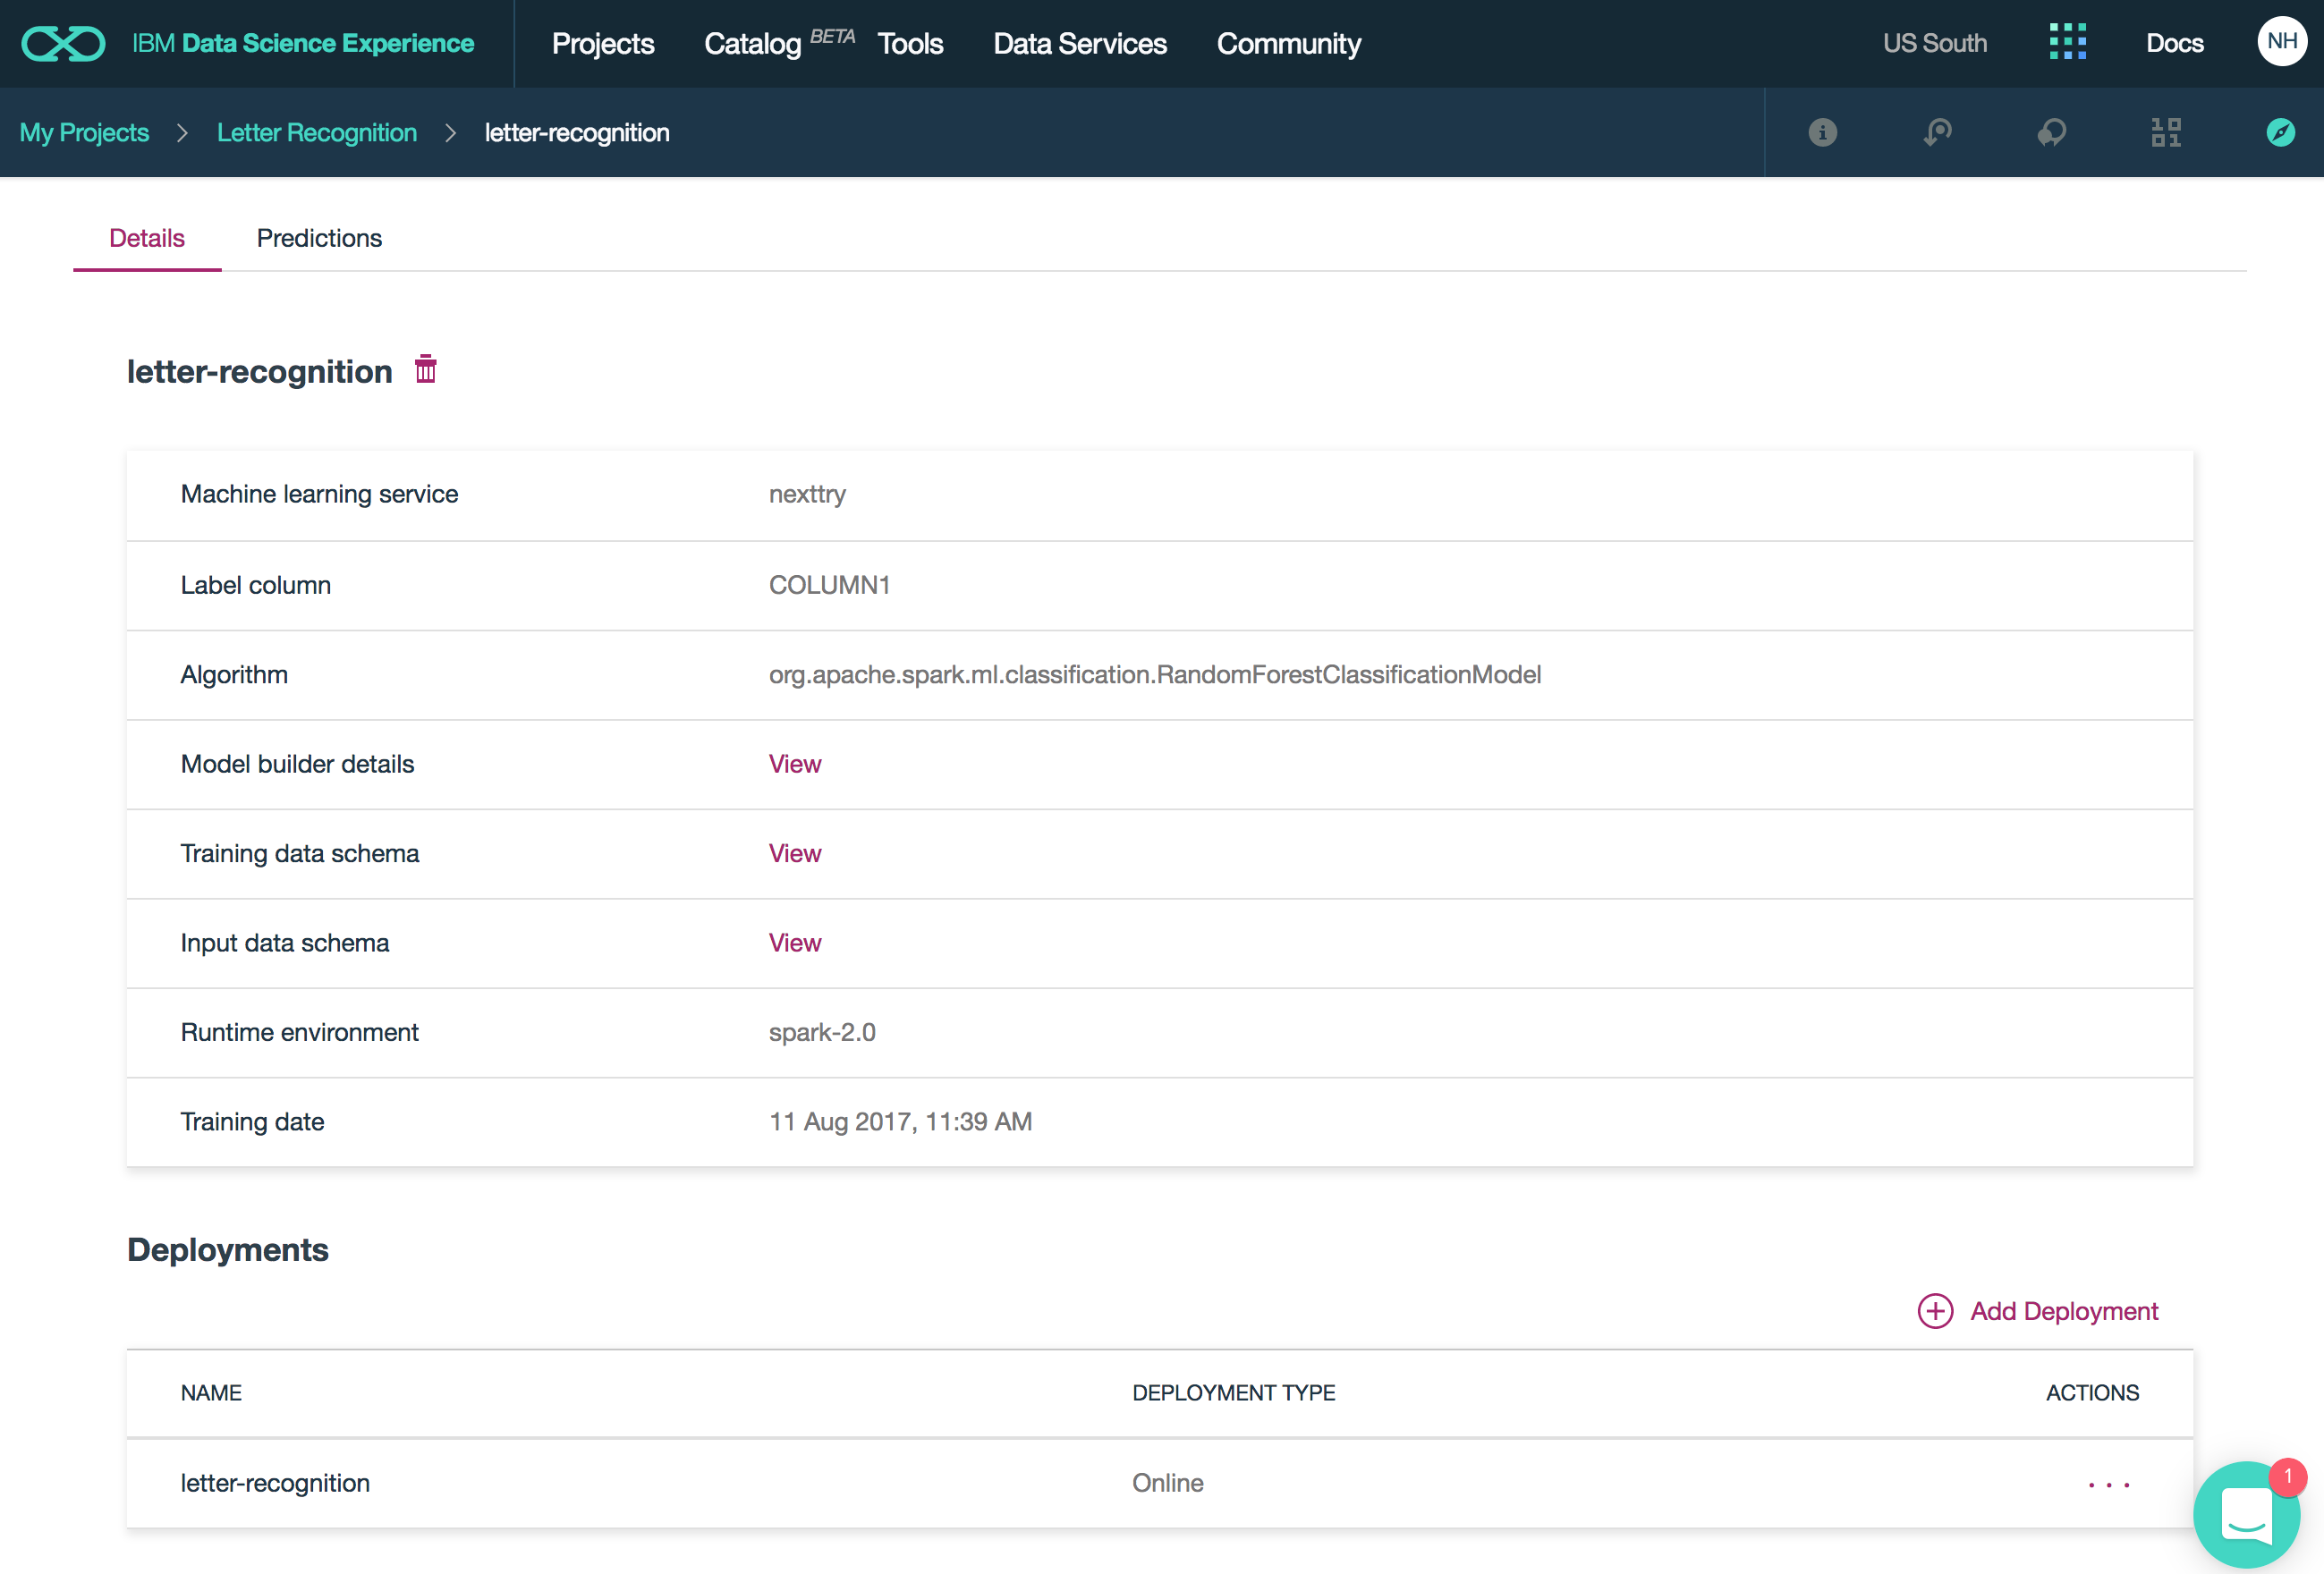 IBM Data Science Experience Projects Catalog BETA Tools Data Services Community US South Docs NH
My Projects > Letter Recognition > letter-recognition
Details Predictions
letter-recognition
Machine learning service nexttry
Label column COLUMN1
Algorithm org.apache.spark.ml.classification.RandomForestClassificationModel
Model builder details View
Training data schema View
Input data schema View
Runtime environment spark-2.0
Training date 11 Aug 2017, 11:39 AM
Deployments
Add Deployment
NAME DEPLOYMENT TYPE ACTIONS
letter-recognition Online ...
1